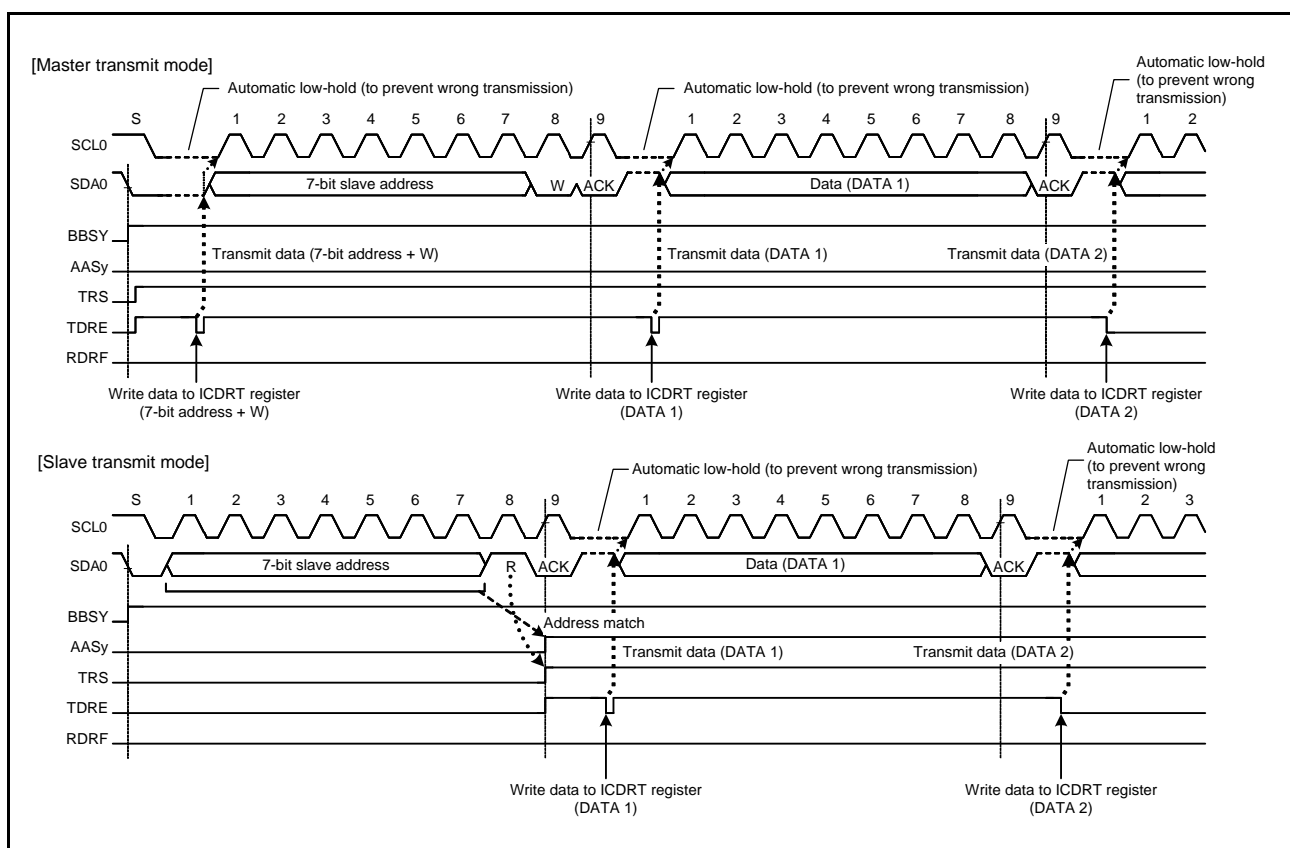 [Master transmit mode]
Automatic low-hold (to prevent wrong transmission)
Automatic low-hold (to prevent wrong transmission)
Automatic low-hold
(to prevent wrong
transmission)
S 1 2 3 4 5 6 7 8 9 1 2 3 4 5 6 7 8 9 1 2
SCL0
SDA0 7-bit slave address W ACK Data (DATA 1) ACK
BBSY
Transmit data (7-bit address + W) Transmit data (DATA 1) Transmit data (DATA 2)
AASy
TRS
TDRE
RDRF
Write data to ICDRT register
(7-bit address + W)
Write data to ICDRT register
(DATA 1)
Write data to ICDRT register
(DATA 2)
[Slave transmit mode]
Automatic low-hold (to prevent wrong transmission)
Automatic low-hold
(to prevent wrong
transmission)
S 1 2 3 4 5 6 7 8 9 1 2 3 4 5 6 7 8 9 1 2 3
SCL0
SDA0 7-bit slave address R ACK Data (DATA 1) ACK
BBSY
Address match
AASy
Transmit data (DATA 1) Transmit data (DATA 2)
TRS
TDRE
RDRF
Write data to ICDRT register
(DATA 1)
Write data to ICDRT register
(DATA 2)